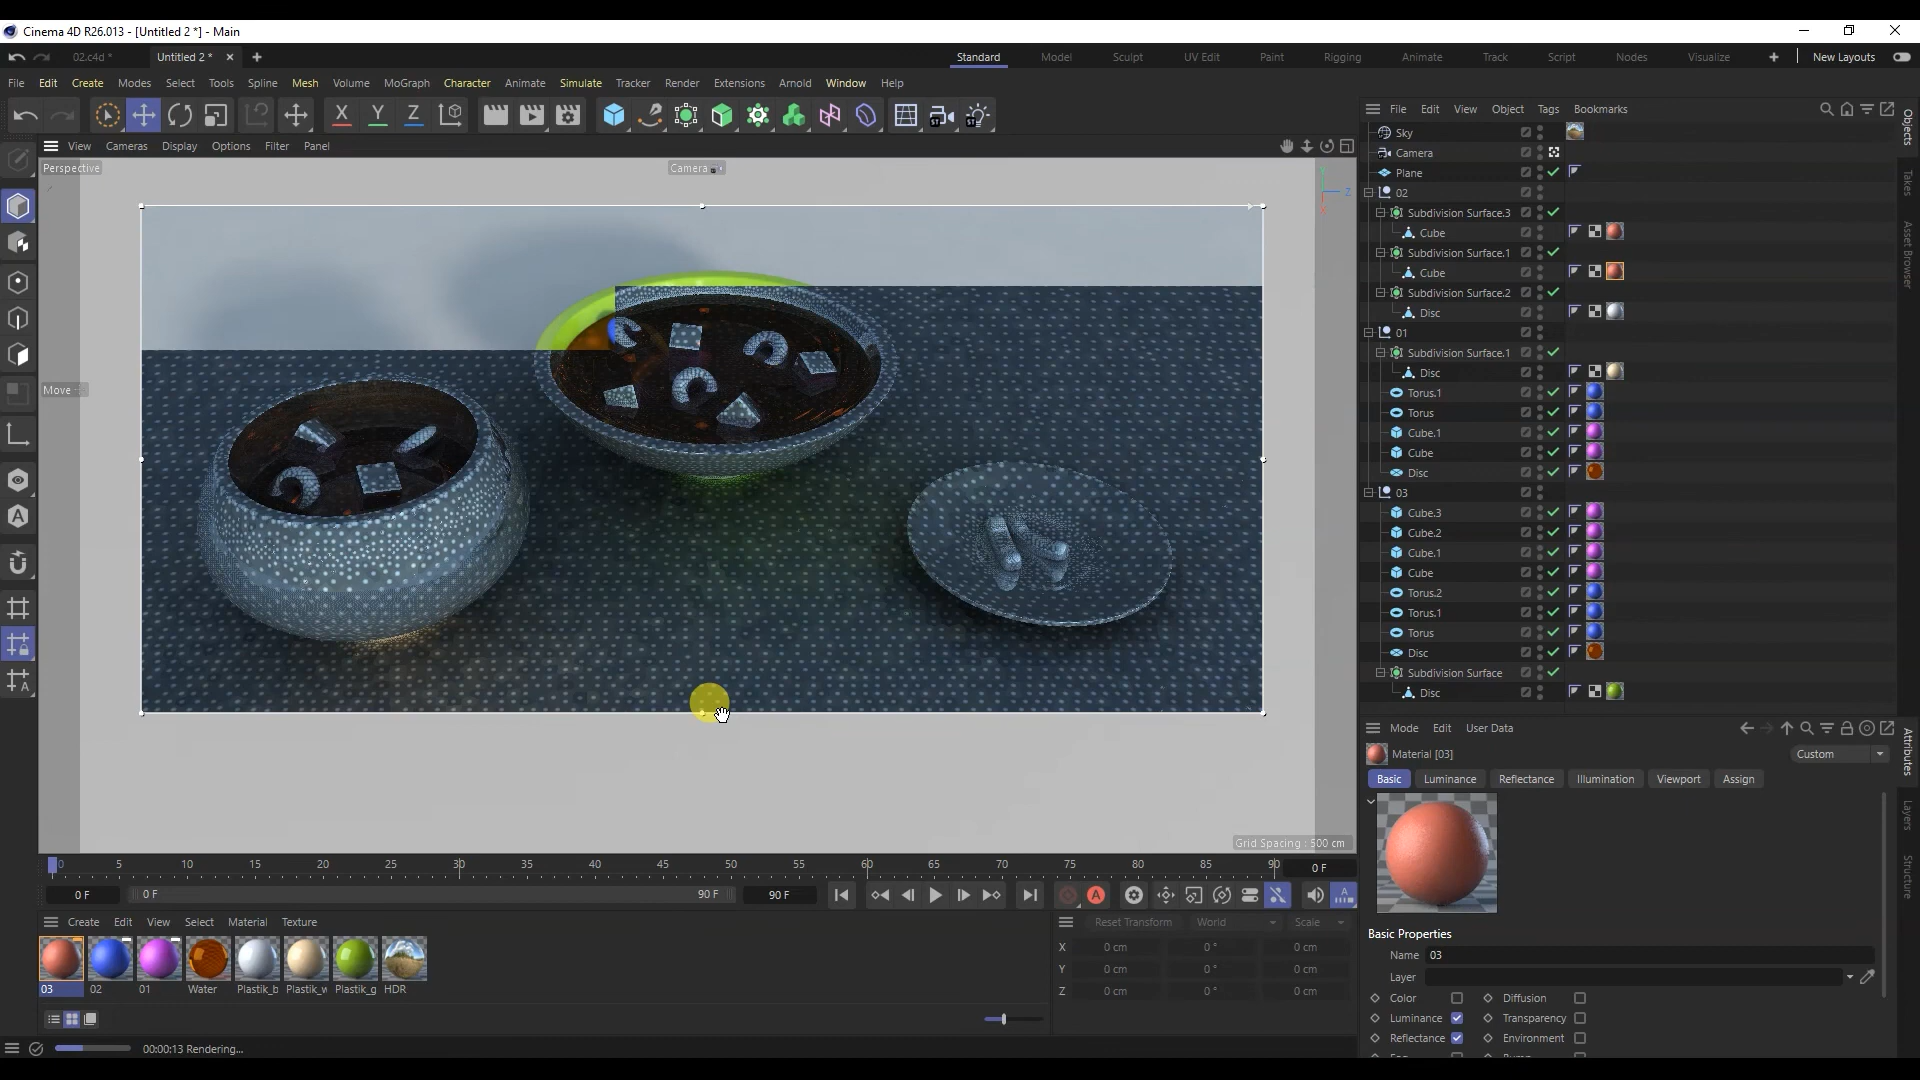 Cinema 4D R26.013 - [Untitled 2 *] - Main
02.c4d *
Untitled 2 *
Standard
Model
Sculpt
UV Edit
Paint
Rigging
Animate
Track
Script
Nodes
Visualize
New Layouts
File Edit Create Modes Select Tools Spline Mesh Volume MoGraph Character Animate Simulate Tracker Render Extensions Arnold Window Help
X Y Z
File Edit View Object Tags Bookmarks
View Cameras Display Options Filter Panel
Perspective
Camera
Move
Grid Spacing : 500 cm
Sky
Camera
Plane
02
Subdivision Surface.3
Cube
Subdivision Surface.1
Cube
Subdivision Surface.2
Disc
01
Subdivision Surface.1
Disc
Torus.1
Torus
Cube.1
Cube
Disc
03
Cube.3
Cube.2
Cube.1
Cube
Torus.2
Torus.1
Torus
Disc
Subdivision Surface
Disc
Objects
Takes
Asset Browser
Attributes
Layers
Structure
Mode Edit User Data
Material [03]
Custom
Basic Luminance Reflectance Illumination Viewport Assign
Basic Properties
Name 03
Layer
Color
Diffusion
Luminance
Transparency
Reflectance
Environment
0 5 10 15 20 25 30 35 40 45 50 55 60 65 70 75 80 85 90
0 F
0 F
0 F
90 F
90 F
Create Edit View Select Material Texture
03
02
01
Water
Plastik_b
Plastik_w
Plastik_g
HDR
Reset Transform
World
Scale
X 0 cm 0 ° 0 cm
Y 0 cm 0 ° 0 cm
Z 0 cm 0 ° 0 cm
00:00:13 Rendering...